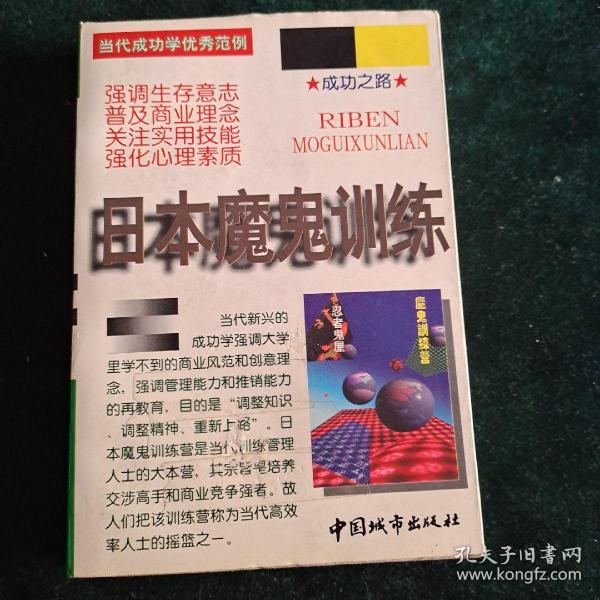 当代成功学优秀范例
★成功之路★
强调生存意志
普及商业理念
关注实用技能
强化心理素质
RIBEN
MOGUIXUNLIAN
日本魔鬼训练
当代新兴的
成功学强调大学
里学不到的商业风范和创意理
念，强调管理能力和推销能力
的再教育，目的是“调整知识
、调整精神、重新上路”。日
本魔鬼训练营是当代训练管理
人士的大本营，其宗旨是培养
交涉高手和商业竞争强者。故
人们把该训练营称为当代高效
率人士的摇篮之一。
忍者鬼屋
魔鬼訓練营
中国城市出版社
孔夫子旧书网
www.kongfz.com